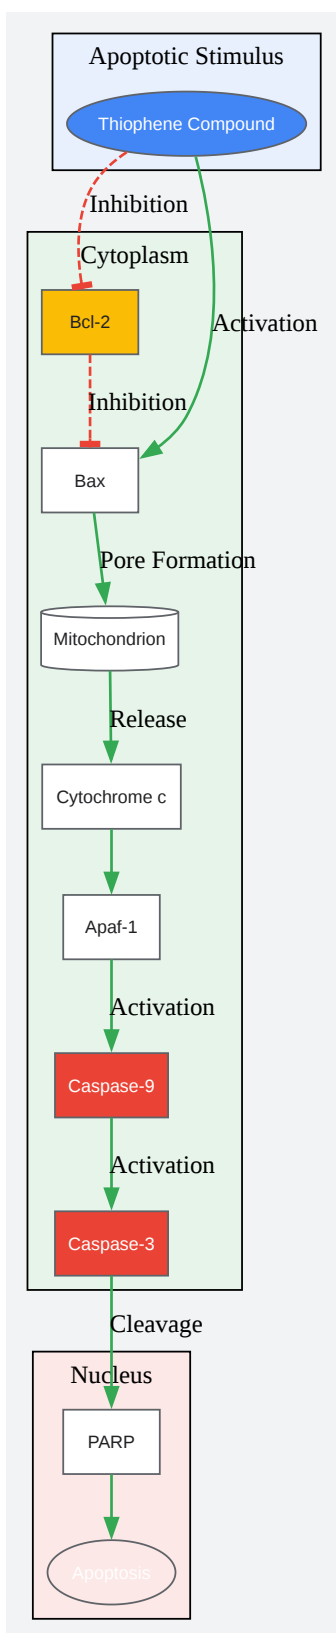 Apoptotic Stimulus
Thiophene Compound
Inhibition
Cytoplasm
Bcl-2
Activation
Inhibition
Bax
Pore Formation
Mitochondrion
Release
Cytochrome c
Apaf-1
Activation
Caspase-9
Activation
Caspase-3
Cleavage
Nucleus
PARP
Apoptosis